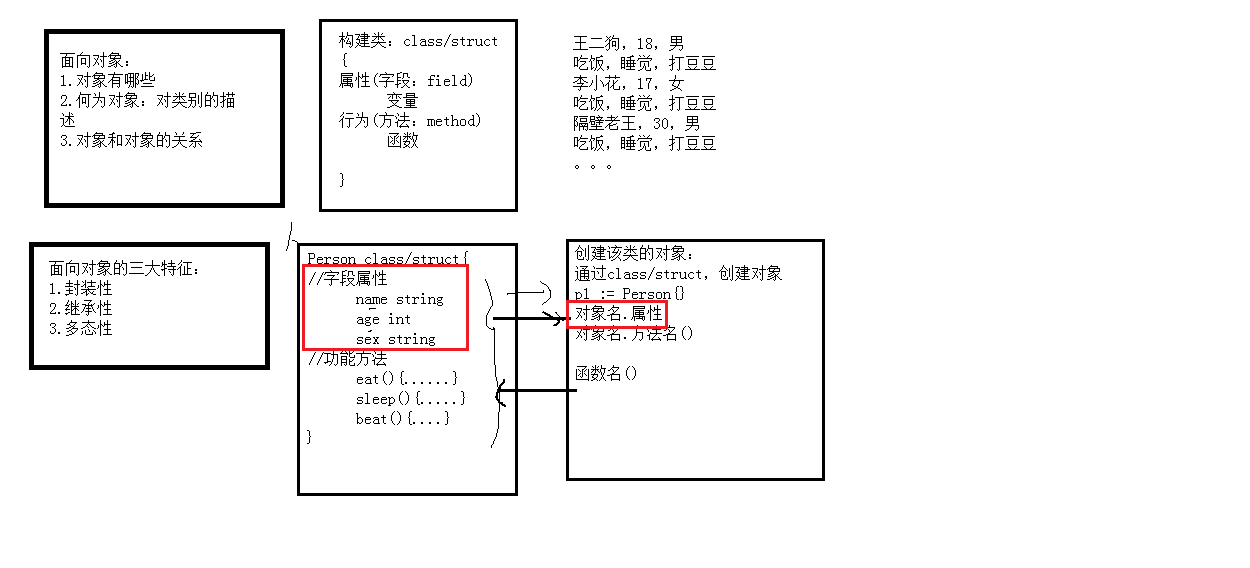 面向对象：
1.对象有哪些
2.何为对象：对类别的描
述
3.对象和对象的关系
构建类：class/struct
{
属性(字段：field)
变量
行为(方法：method)
函数
}
王二狗，18，男
吃饭，睡觉，打豆豆
李小花，17，女
吃饭，睡觉，打豆豆
隔壁老王，30，男
吃饭，睡觉，打豆豆
。。。
面向对象的三大特征：
1.封装性
2.继承性
3.多态性
Person class/struct{
//字段属性
name string
age int
sex string
//功能方法
eat(){......}
sleep(){.....}
beat(){....}
}
创建该类的对象：
通过class/struct，创建对象
p1 := Person{}
对象名.属性
对象名.方法名()
函数名()